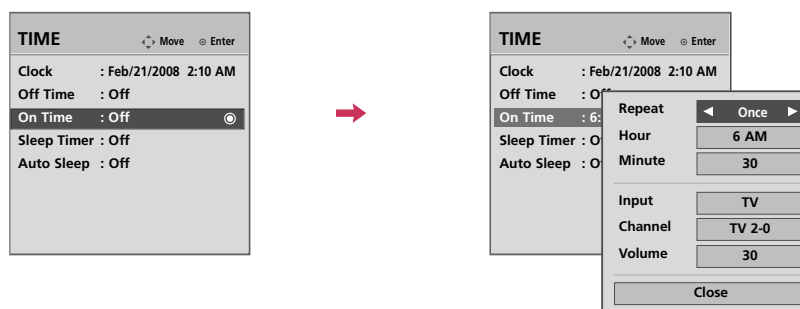 TIME Move Enter
Clock : Feb/21/2008 2:10 AM
Off Time : Off
On Time : Off
Sleep Timer : Off
Auto Sleep : Off
TIME Move Enter
Clock : Feb/21/2008 2:10 AM
Off Time
On Time : 6:
Sleep Timer
Auto Sleep
Repeat ◀ Once ▶
Hour 6 AM
Minute 30
Input TV
Channel TV 2-0
Volume 30
Close